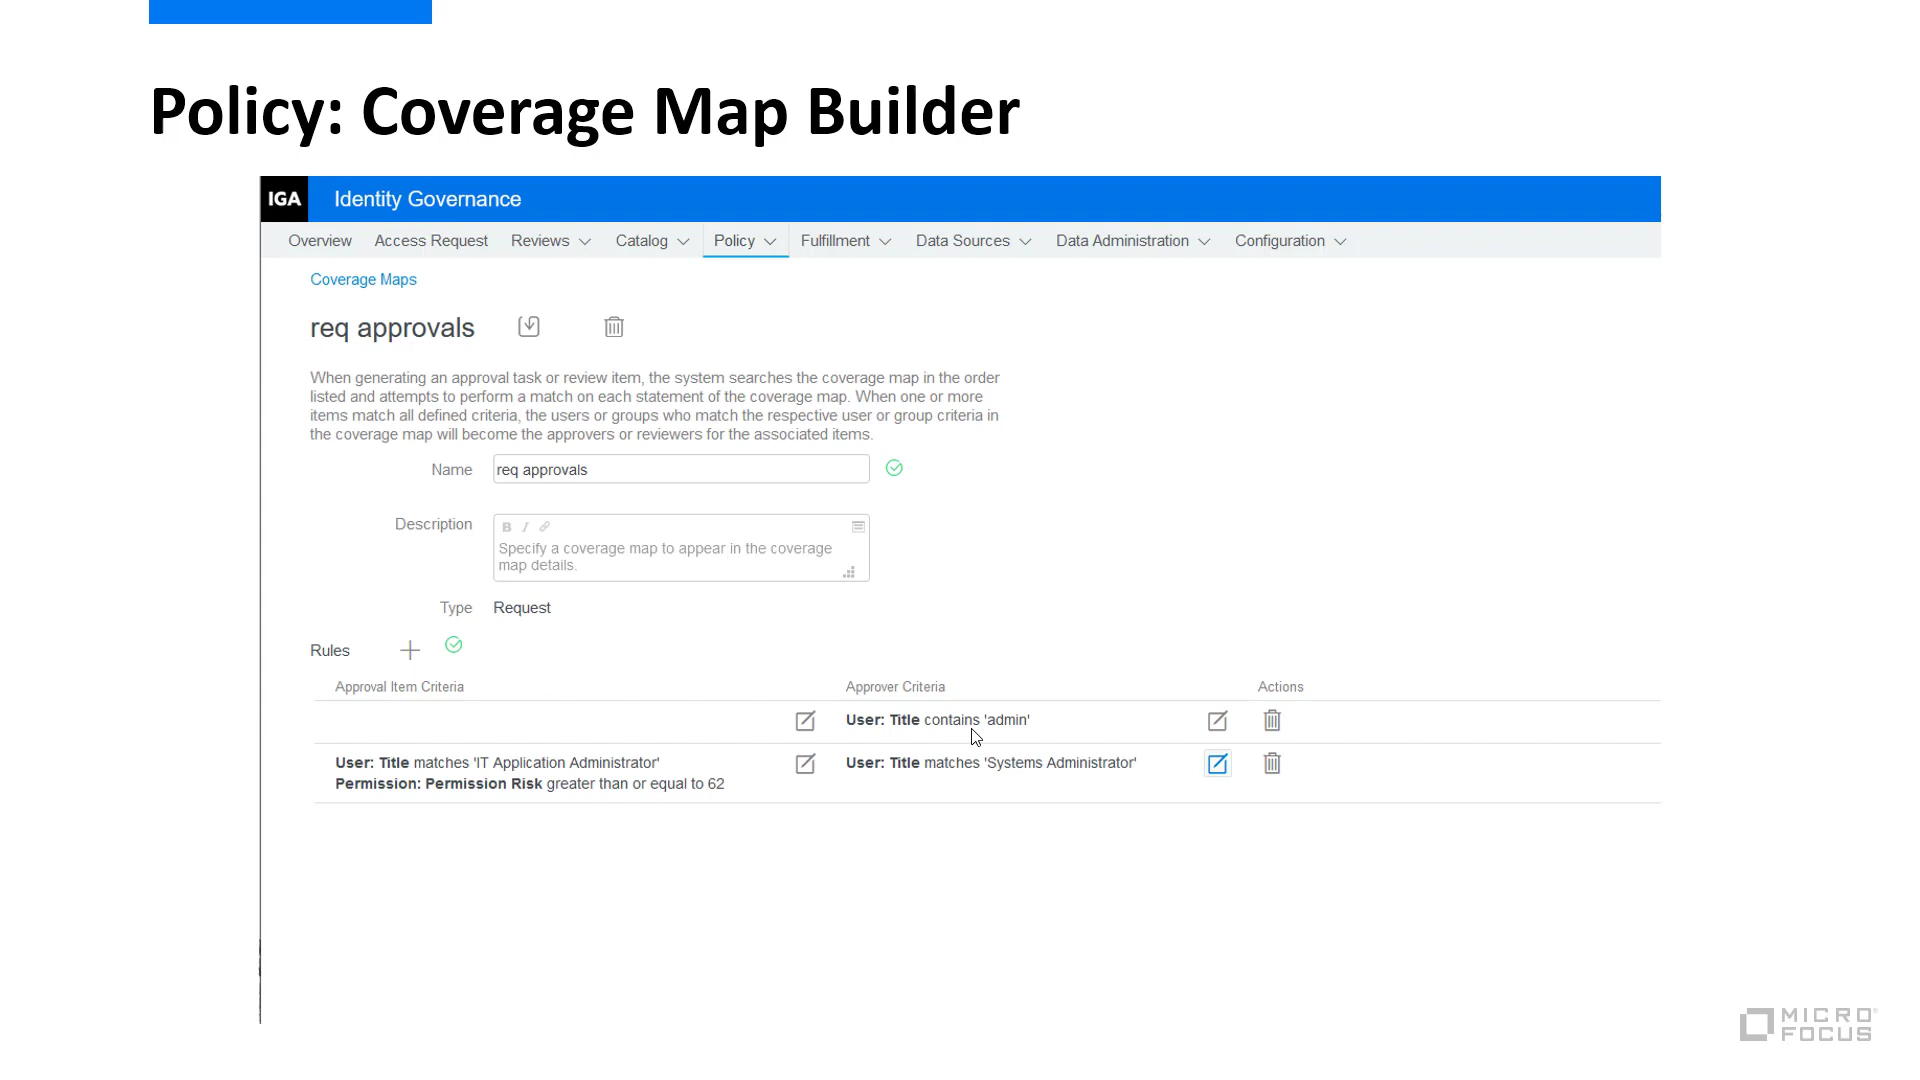 Policy: Coverage Map Builder
IGA Identity Governance
Overview Access Request Reviews Catalog Policy Fulfillment Data Sources Data Administration Configuration
Coverage Maps
req approvals
When generating an approval task or review item, the system searches the coverage map in the order
listed and attempts to perform a match on each statement of the coverage map. When one or more
items match all defined criteria, the users or groups who match the respective user or group criteria in
the coverage map will become the approvers or reviewers for the associated items.
Name req approvals
Description
B I
Specify a coverage map to appear in the coverage
map details.
Type Request
Rules
Approval Item Criteria Approver Criteria Actions
User: Title contains 'admin'
User: Title matches 'IT Application Administrator' User: Title matches 'Systems Administrator'
Permission: Permission Risk greater than or equal to 62
MICRO
FOCUS